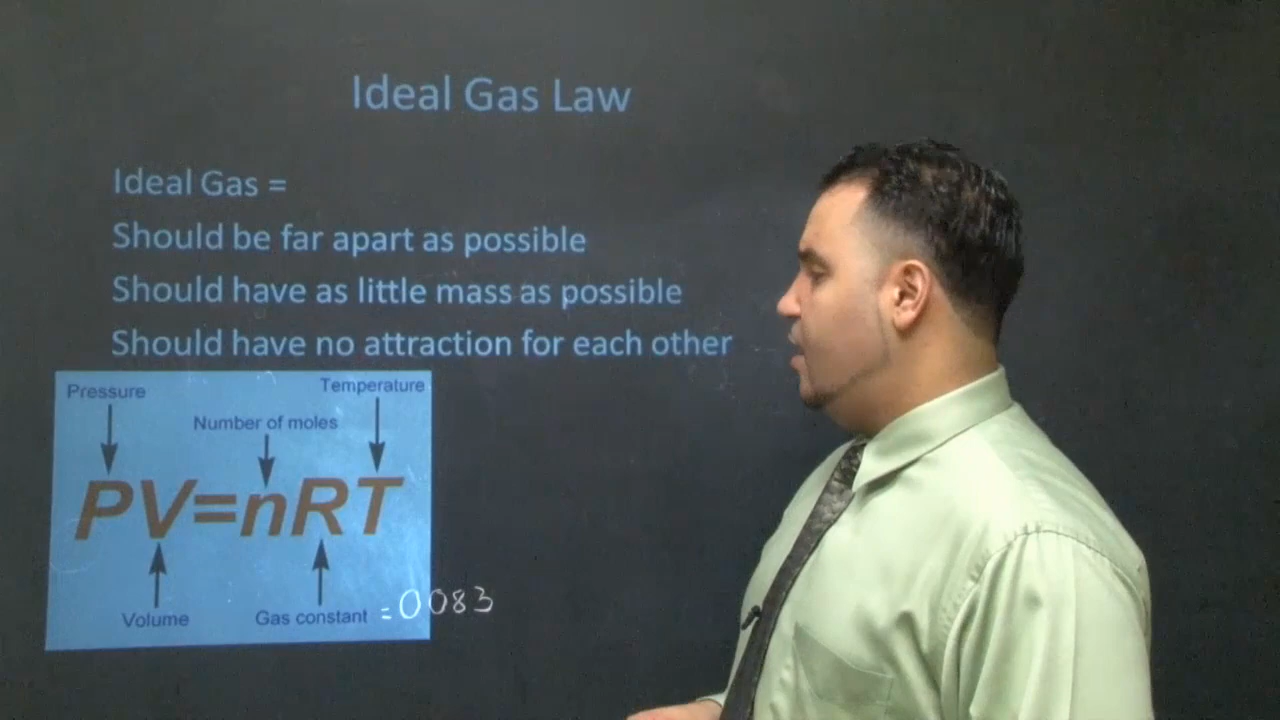 Ideal Gas Law
Ideal Gas =
Should be far apart as possible
Should have as little mass as possible
Should have no attraction for each other
Pressure
Temperature
Number of moles
PV=nRT
Volume
Gas constant
=0083